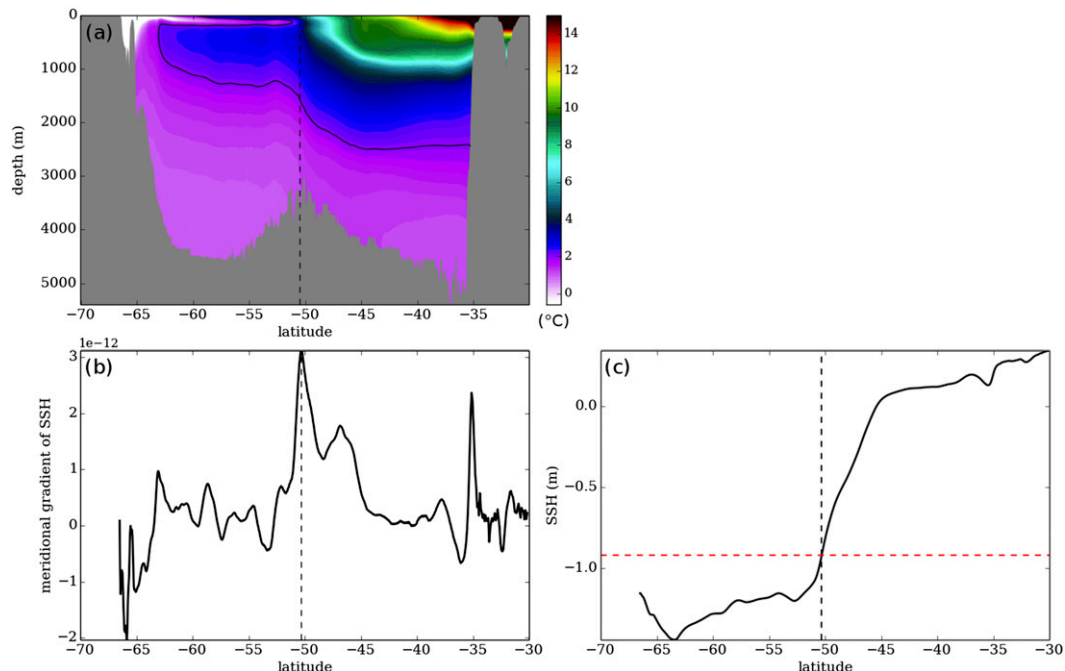 (a)
0
1000
2000
3000
4000
5000
depth (m)
−70 −65 −60 −55 −50 −45 −40 −35 −30
latitude
14
12
10
8
6
4
2
0
(°C)
1e−12
(b)
3
2
1
0
−1
−2
meridional gradient of SSH
−70 −65 −60 −55 −50 −45 −40 −35 −30
latitude
(c)
0.0
−0.5
−1.0
SSH (m)
−70 −65 −60 −55 −50 −45 −40 −35 −30
latitude